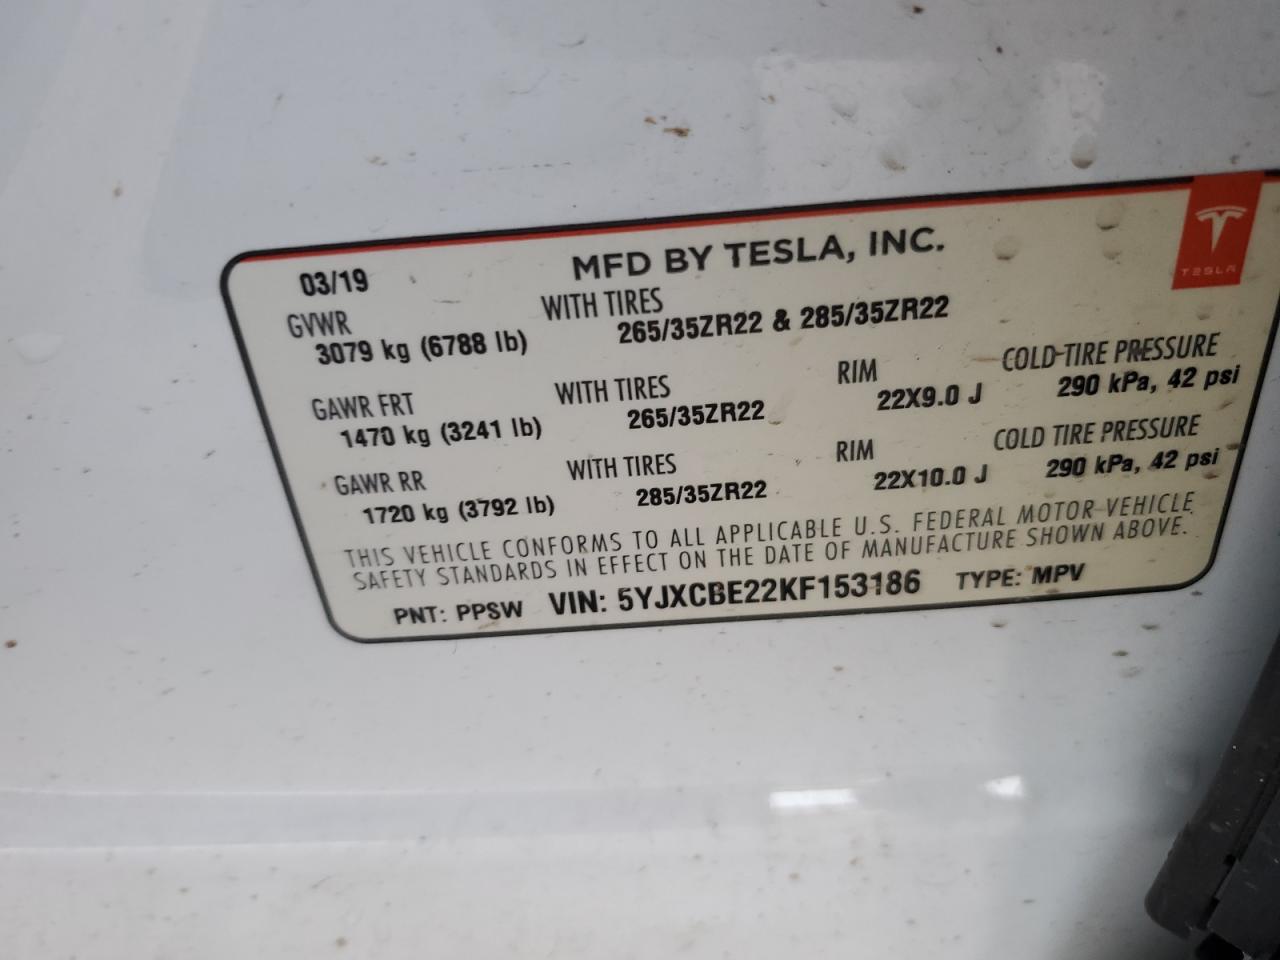 03/19 MFD BY TESLA, INC.
TESLA
GVWR WITH TIRES
3079 kg (6788 lb) 265/35ZR22 & 285/35ZR22
GAWR FRT WITH TIRES RIM COLD TIRE PRESSURE
1470 kg (3241 lb) 265/35ZR22 22X9.0 J 290 kPa, 42 psi
GAWR RR WITH TIRES RIM COLD TIRE PRESSURE
1720 kg (3792 lb) 285/35ZR22 22X10.0 J 290 kPa, 42 psi
THIS VEHICLE CONFORMS TO ALL APPLICABLE U.S. FEDERAL MOTOR VEHICLE
SAFETY STANDARDS IN EFFECT ON THE DATE OF MANUFACTURE SHOWN ABOVE.
PNT: PPSW VIN: 5YJXCBE22KF153186 TYPE: MPV